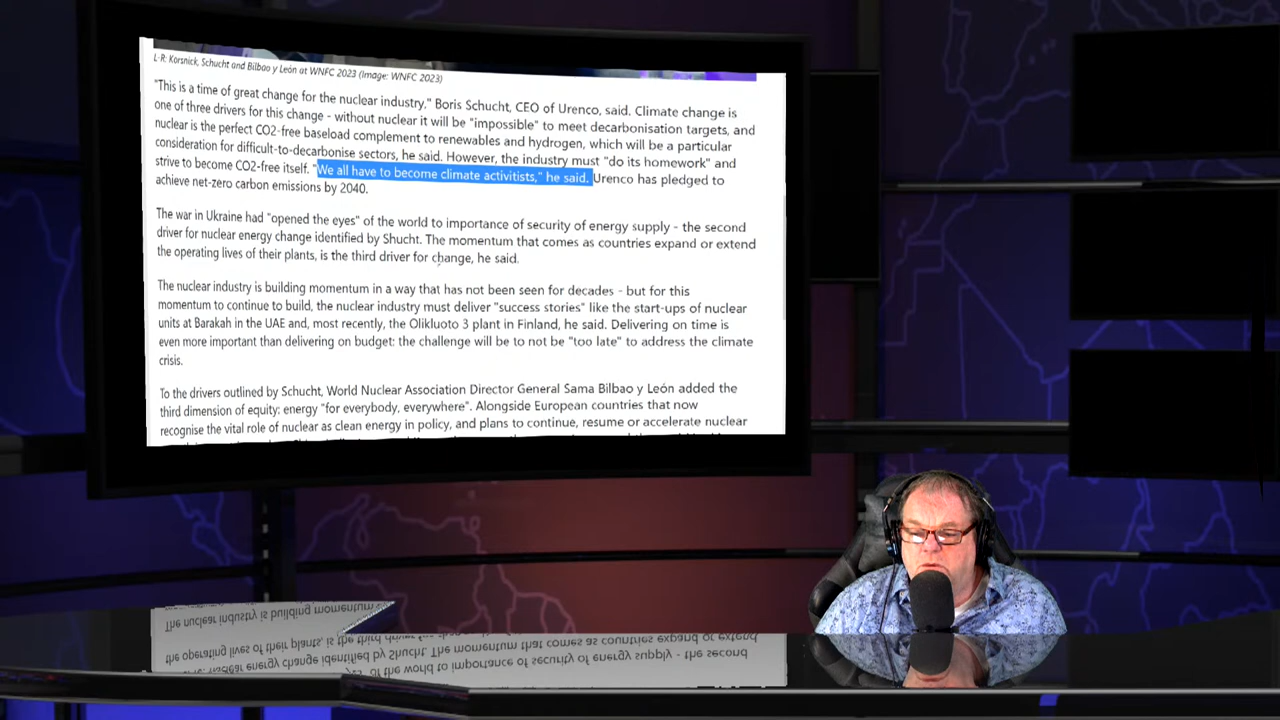 L-R: Korsnick, Schucht and Bilbao y León at WNFC 2023 (Image: WNFC 2023)
"This is a time of great change for the nuclear industry." Boris Schucht, CEO of Urenco, said. Climate change is
one of three drivers for this change - without nuclear it will be "impossible" to meet decarbonisation targets, and
nuclear is the perfect CO2-free baseload complement to renewables and hydrogen, which will be a particular
consideration for difficult-to-decarbonise sectors, he said. However, the industry must "do its homework" and
strive to become CO2-free itself. "We all have to become climate activitists," he said. Urenco has pledged to
achieve net-zero carbon emissions by 2040.
The war in Ukraine had "opened the eyes" of the world to importance of security of energy supply - the second
driver for nuclear energy change identified by Shucht. The momentum that comes as countries expand or extend
the operating lives of their plants, is the third driver for change, he said.
The nuclear industry is building momentum in a way that has not been seen for decades - but for this
momentum to continue to build, the nuclear industry must deliver "success stories" like the start-ups of nuclear
units at Barakah in the UAE and, most recently, the Olikluoto 3 plant in Finland, he said. Delivering on time is
even more important than delivering on budget: the challenge will be to not be "too late" to address the climate
crisis.
To the drivers outlined by Schucht, World Nuclear Association Director General Sama Bilbao y León added the
third dimension of equity: energy "for everybody, everywhere". Alongside European countries that now
recognise the vital role of nuclear as clean energy in policy, and plans to continue, resume or accelerate nuclear